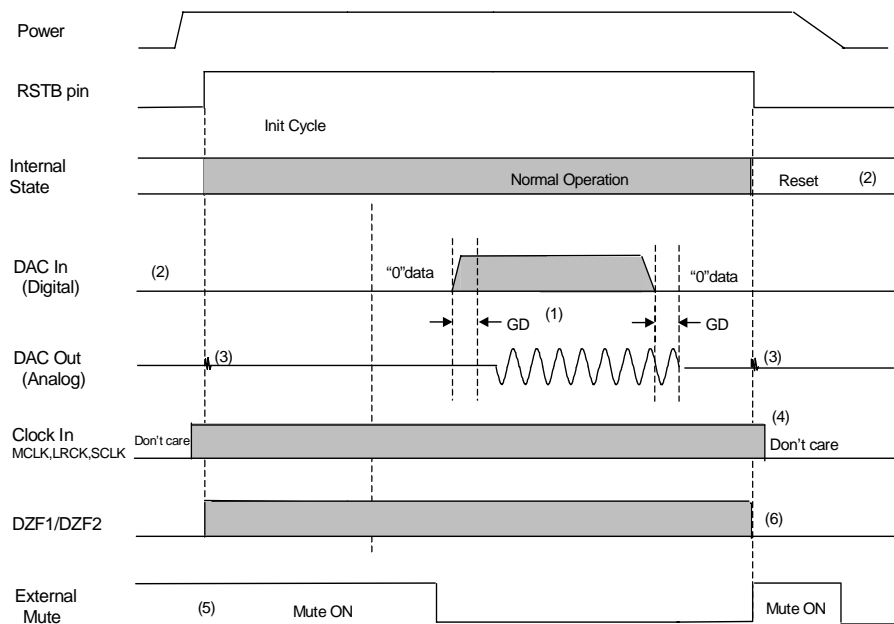 Power
RSTB pin
Init Cycle
Internal
State
Normal Operation
Reset
(2)
DAC In
(Digital)
(2)
“0”data
“0”data
GD
(1)
GD
DAC Out
(Analog)
(3)
(3)
Clock In
MCLK,LRCK,SCLK
Don’t care
(4)
Don’t care
DZF1/DZF2
(6)
External
Mute
(5)
Mute ON
Mute ON